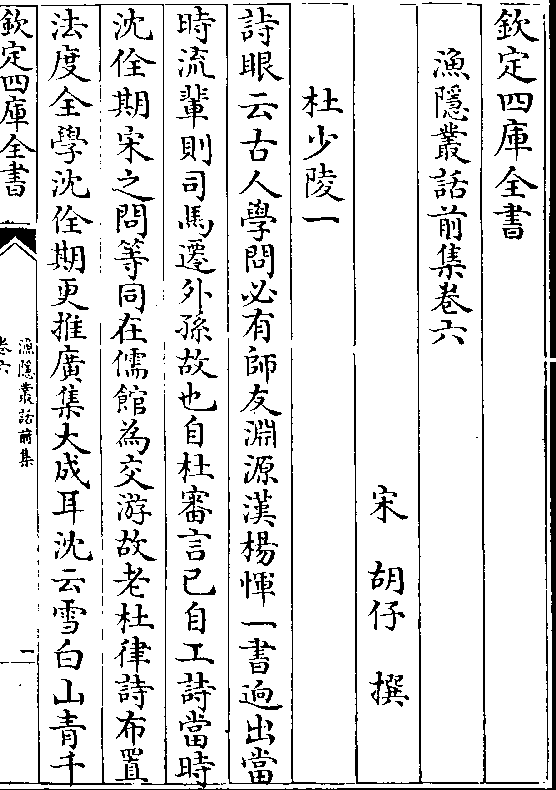 欽定四庫全書
漁隱叢話前集卷六
宋 胡仔 撰
杜少陵一
詩眼云古人學問必有師友淵源漢楊惲一書逈出當
時流輩則司馬遷外孫故也自杜審言已自工詩當時
沈佺期宋之問等同在儒館為交游故老杜律詩布置
法度全學沈佺期更推廣集大成耳沈云雪白山青千
欽定四庫全書
漁隱叢話前集
卷六
一